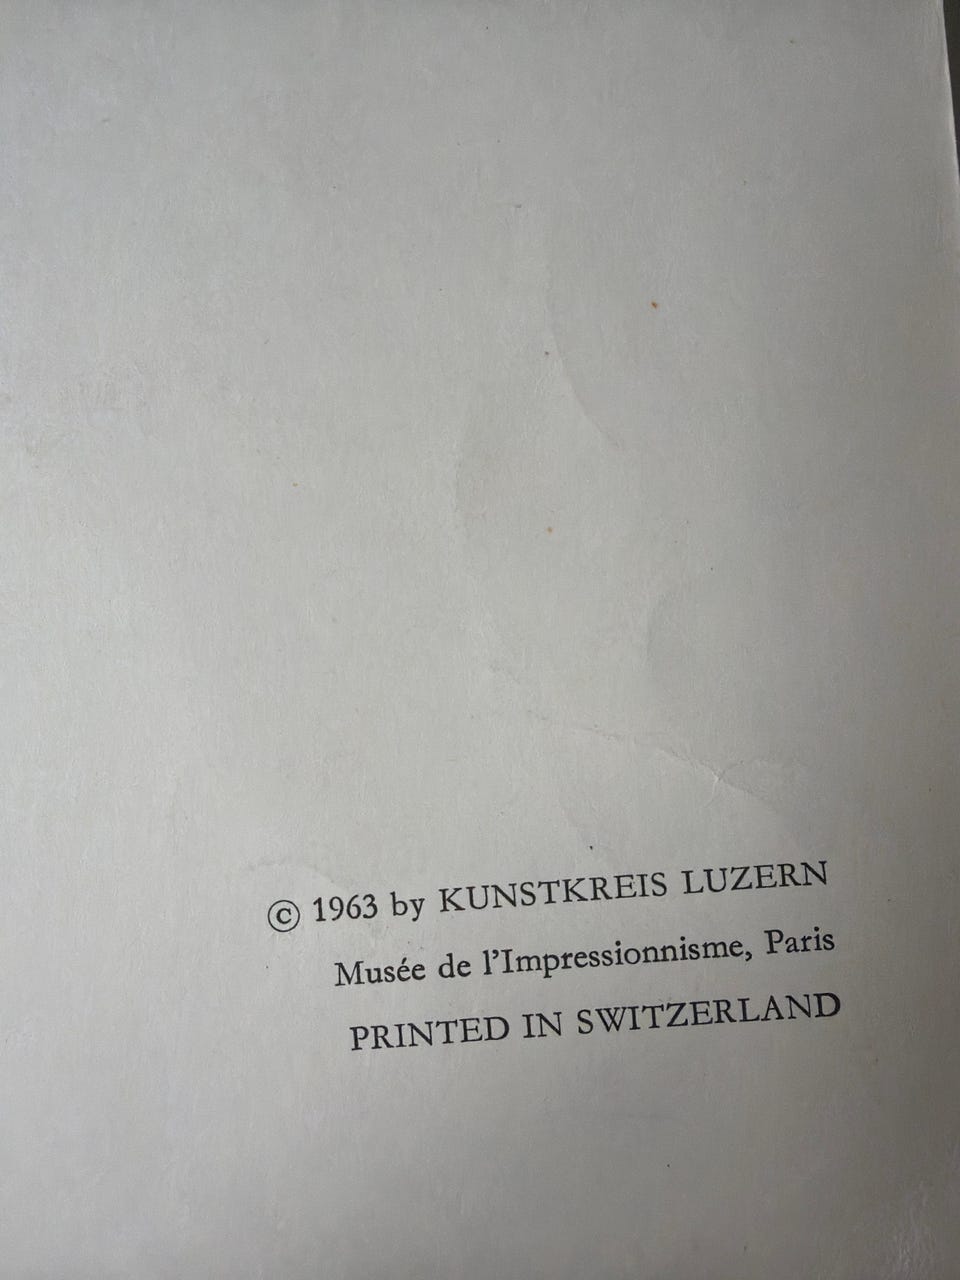 © 1963 by KUNSTKREIS LUZERN
Musée de l’Impressionnisme, Paris
PRINTED IN SWITZERLAND